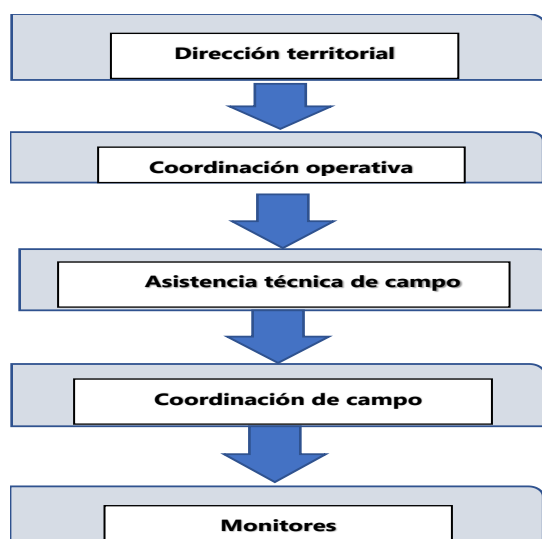 Dirección territorial
Coordinación operativa
Asistencia técnica de campo
Coordinación de campo
Monitores